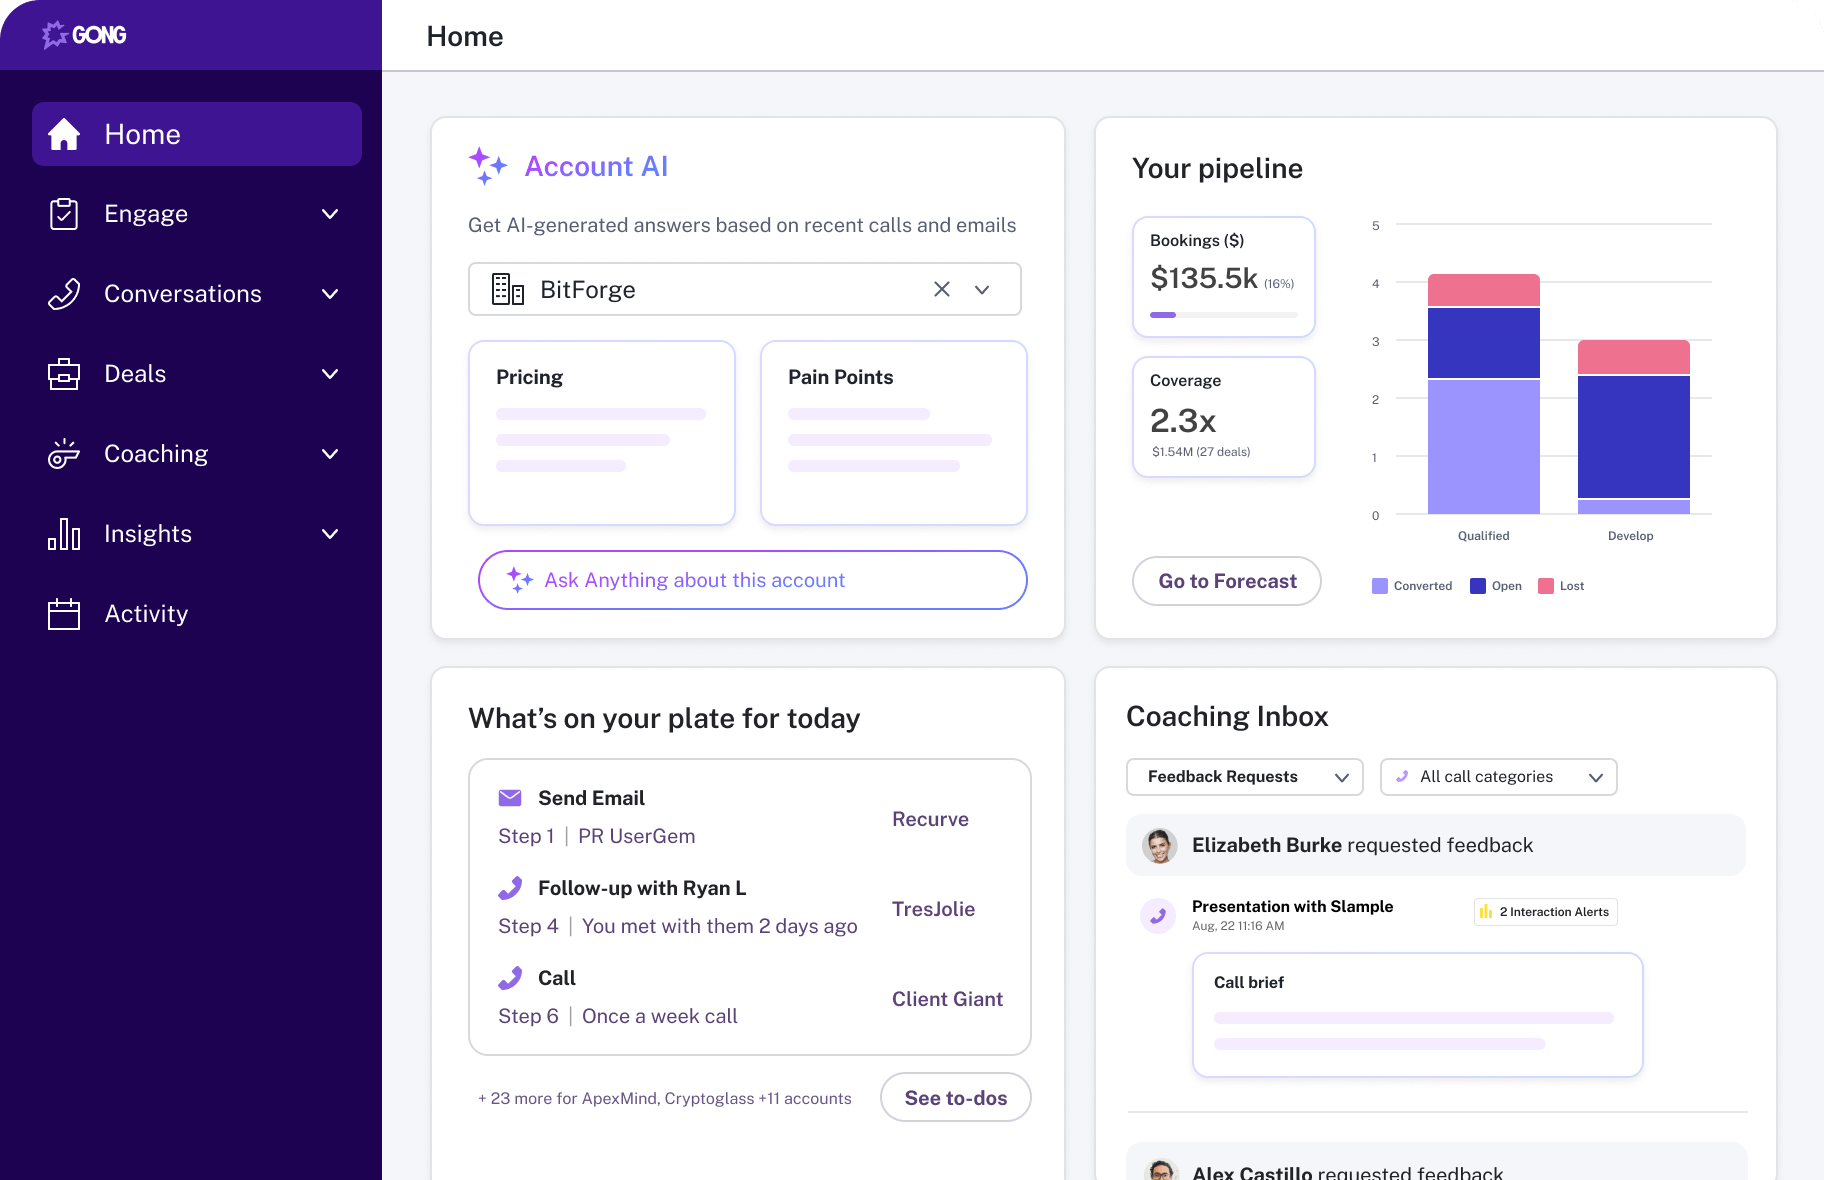 GONG
Home
Home
Engage
Conversations
Deals
Coaching
Insights
Activity
Account AI
Get AI-generated answers based on recent calls and emails
BitForge
Pricing
Pain Points
Ask Anything about this account
Your pipeline
Bookings ($)
$135.5k (16%)
Coverage
2.3x
$1.54M (27 deals)
Go to Forecast
5
4
3
2
1
0
Qualified
Develop
Converted
Open
Lost
What’s on your plate for today
Send Email
Step 1 | PR UserGem
Recurve
Follow-up with Ryan L
Step 4 | You met with them 2 days ago
TresJolie
Call
Step 6 | Once a week call
Client Giant
+ 23 more for ApexMind, Cryptoglass +11 accounts
See to-dos
Coaching Inbox
Feedback Requests
All call categories
Elizabeth Burke requested feedback
Presentation with Slample
Aug, 22 11:16 AM
2 Interaction Alerts
Call brief
Alex Castillo requested feedback